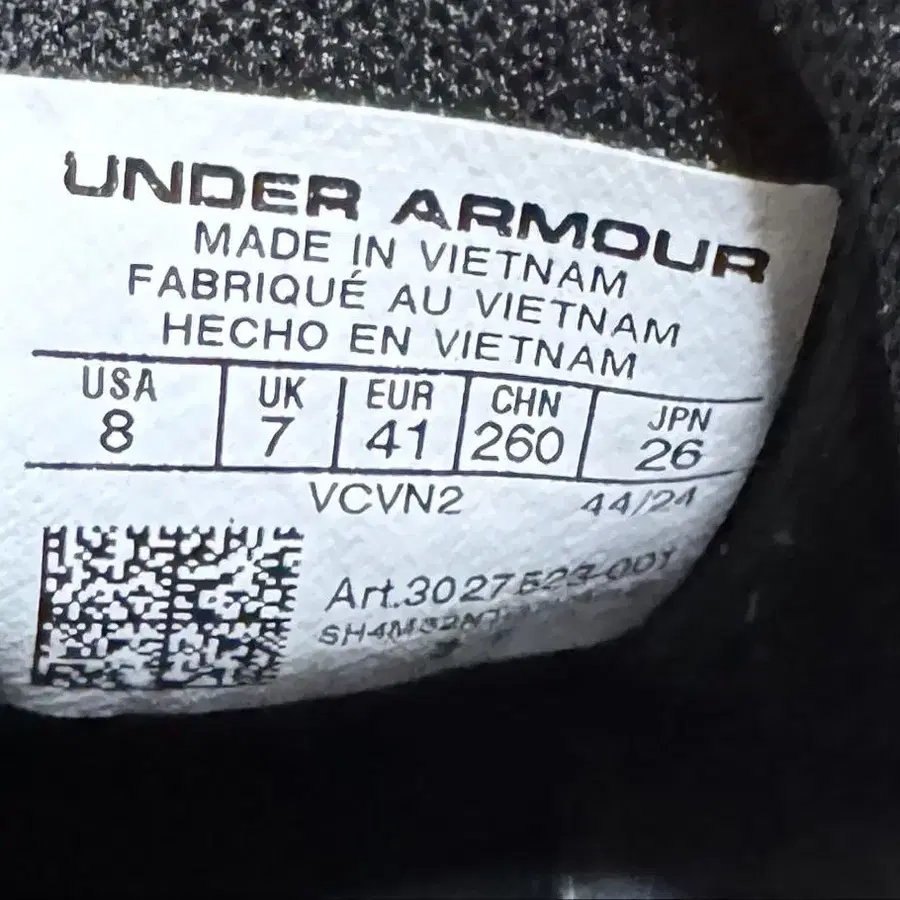 UNDER ARMOUR
MADE IN VIETNAM
FABRIQUÉ AU VIETNAM
HECHO EN VIETNAM
USA UK EUR CHN JPN
8 7 41 260 26
VCVN2 44/24
Art.3027523-001